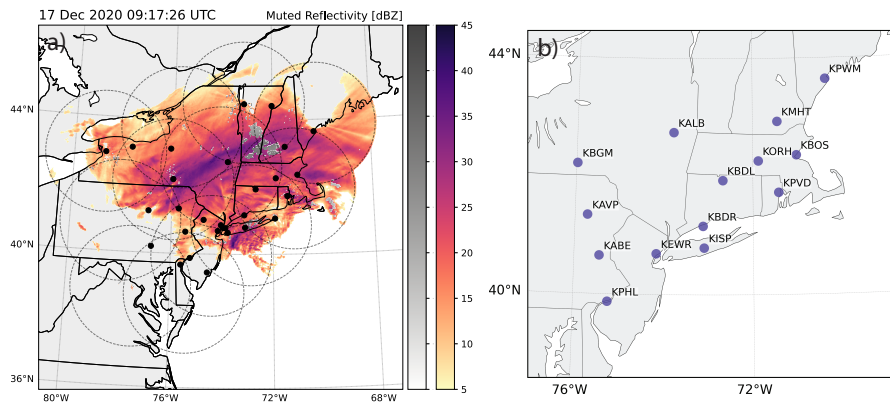 17 Dec 2020 09:17:26 UTC
Muted Reflectivity [dBZ]
a)
44°N
40°N
36°N
80°W
76°W
72°W
68°W
45
40
35
30
25
20
15
10
5
b)
44°N
40°N
76°W
72°W
KPWM
KMHT
KALB
KBOS
KORH
KBGM
KBDL
KPVD
KAVP
KBDR
KABE
KEWR
KISP
KPHL